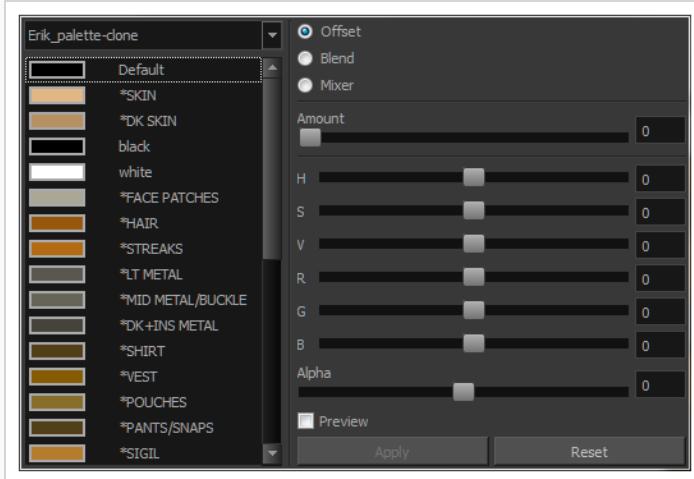 Erik_palette-clone
Default
*SKIN
*DK SKIN
black
white
*FACE PATCHES
*HAIR
*STREAKS
*LT METAL
*MID METAL/BUCKLE
*DK+INS METAL
*SHIRT
*VEST
*POUCHES
*PANTS/SNAPS
*SIGIL
Offset
Blend
Mixer
Amount
0
H 0
S 0
V 0
R 0
G 0
B 0
Alpha
0
Preview
Apply Reset